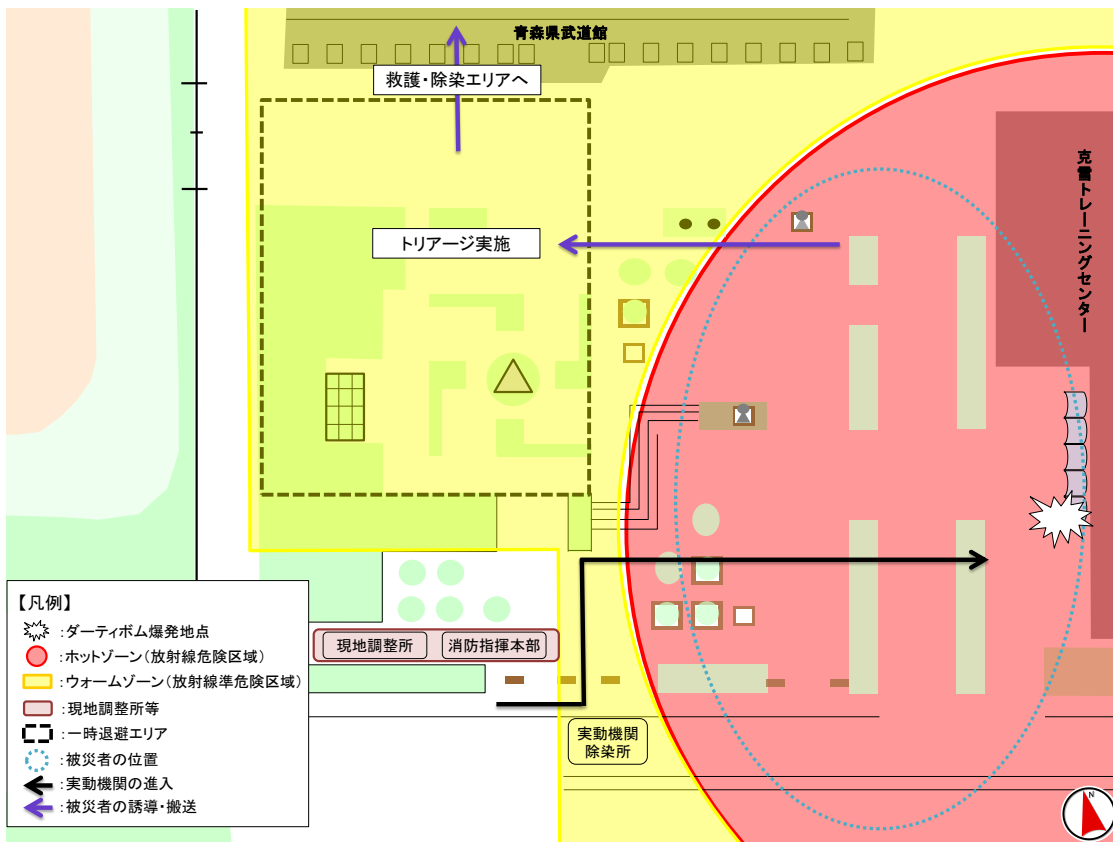 青森県武道館
救護・除染エリアへ
克雪トレーニングセンター
トリアージ実施
【凡例】
:ダーティボム爆発地点
:ホットゾーン(放射線危険区域)
:ウォームゾーン(放射線準危険区域)
:現地調整所等
:一時退避エリア
:被災者の位置
:実動機関の進入
:被災者の誘導・搬送
現地調整所
消防指揮本部
実動機関
除染所
N